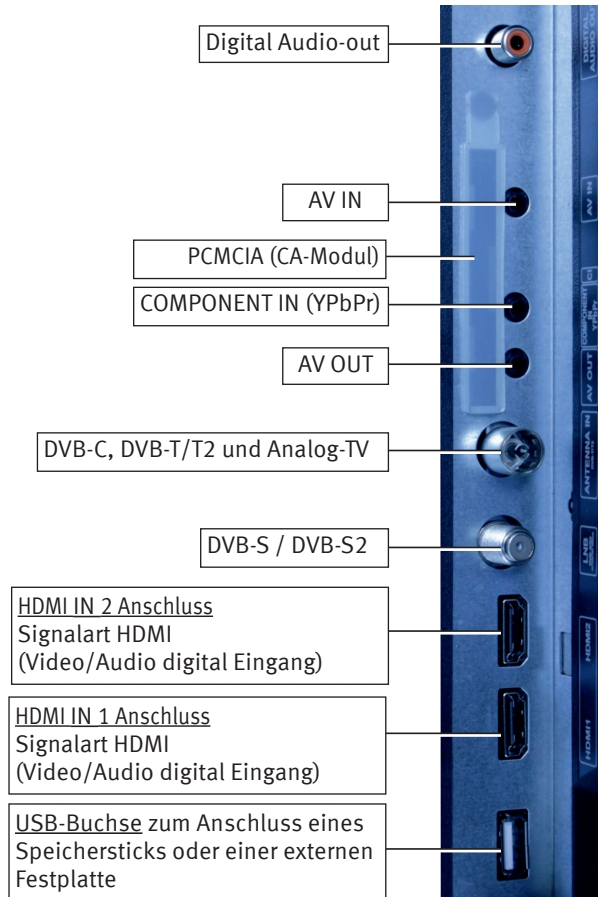 Digital Audio-out
AV IN
PCMCIA (CA-Modul)
COMPONENT IN (YPbPr)
AV OUT
DVB-C, DVB-T/T2 und Analog-TV
DVB-S / DVB-S2
HDMI IN 2 Anschluss
Signalart HDMI
(Video/Audio digital Eingang)
HDMI IN 1 Anschluss
Signalart HDMI
(Video/Audio digital Eingang)
USB-Buchse zum Anschluss eines
Speichersticks oder einer externen
Festplatte
DIGITAL
AUDIO OUT
AV IN
CI
COMPONENT
IN
YPbPr
AV OUT
ANTENNA IN
LNB
HDMI2
HDMI1